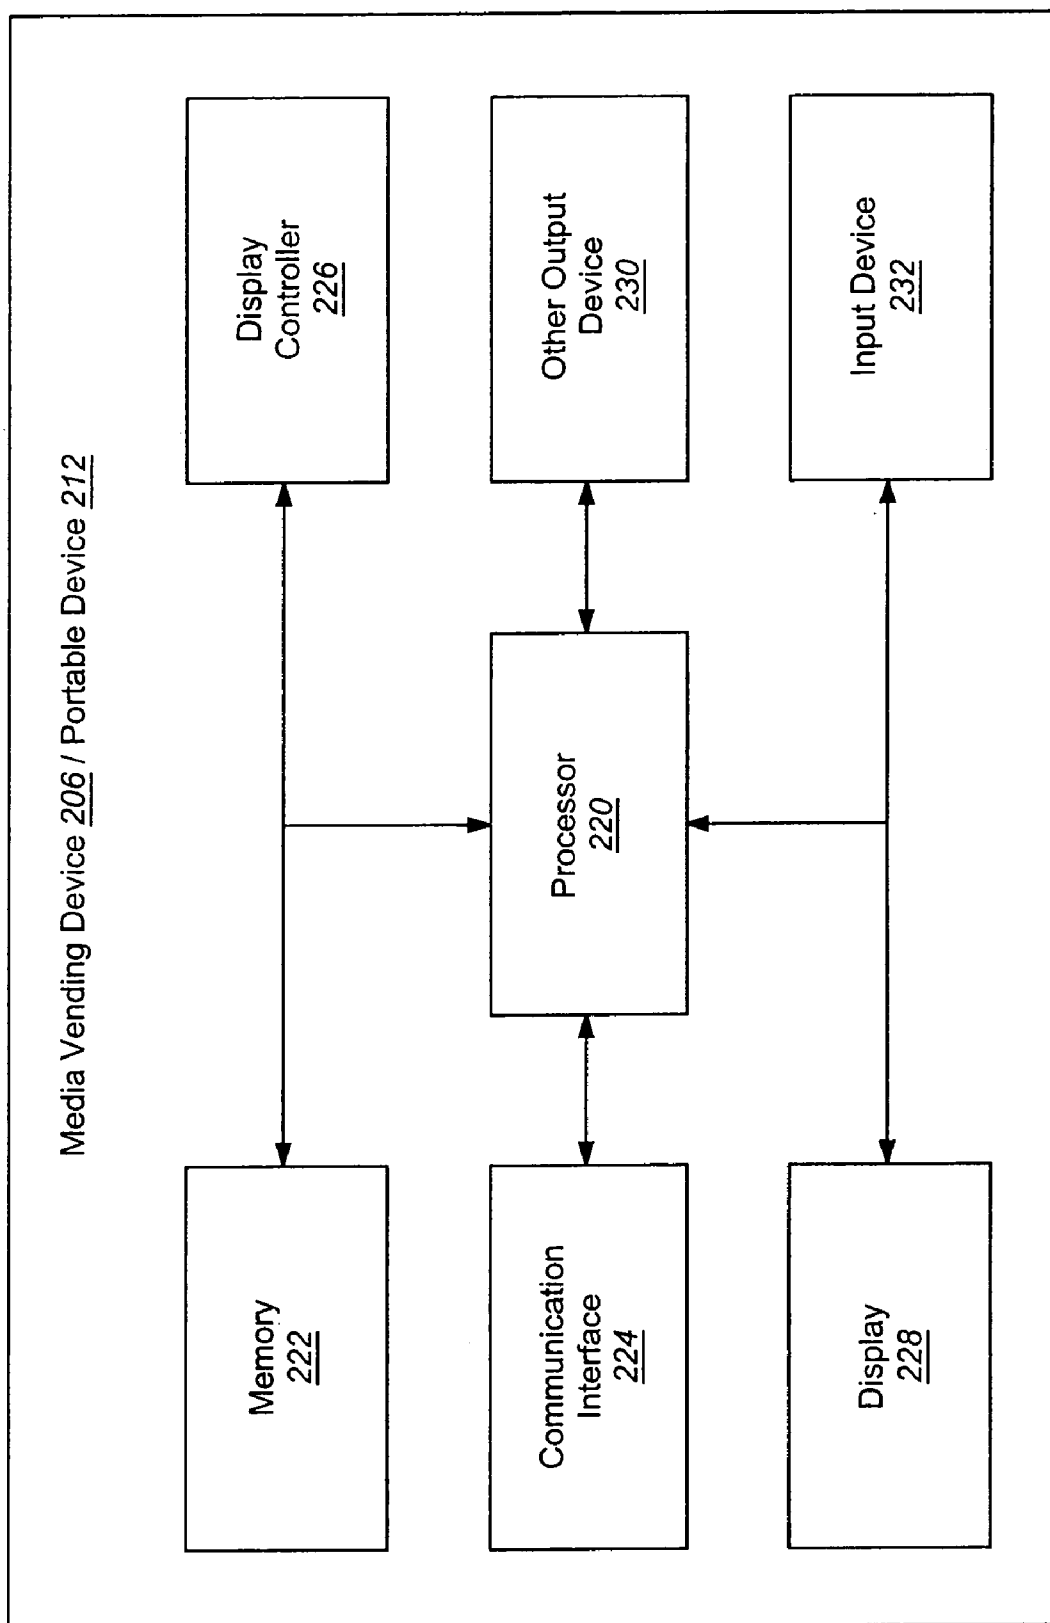 Media Vending Device 206 / Portable Device 212
Memory
222
Display
Controller
226
Communication
Interface
224
Processor
220
Other Output
Device
230
Display
228
Input Device
232